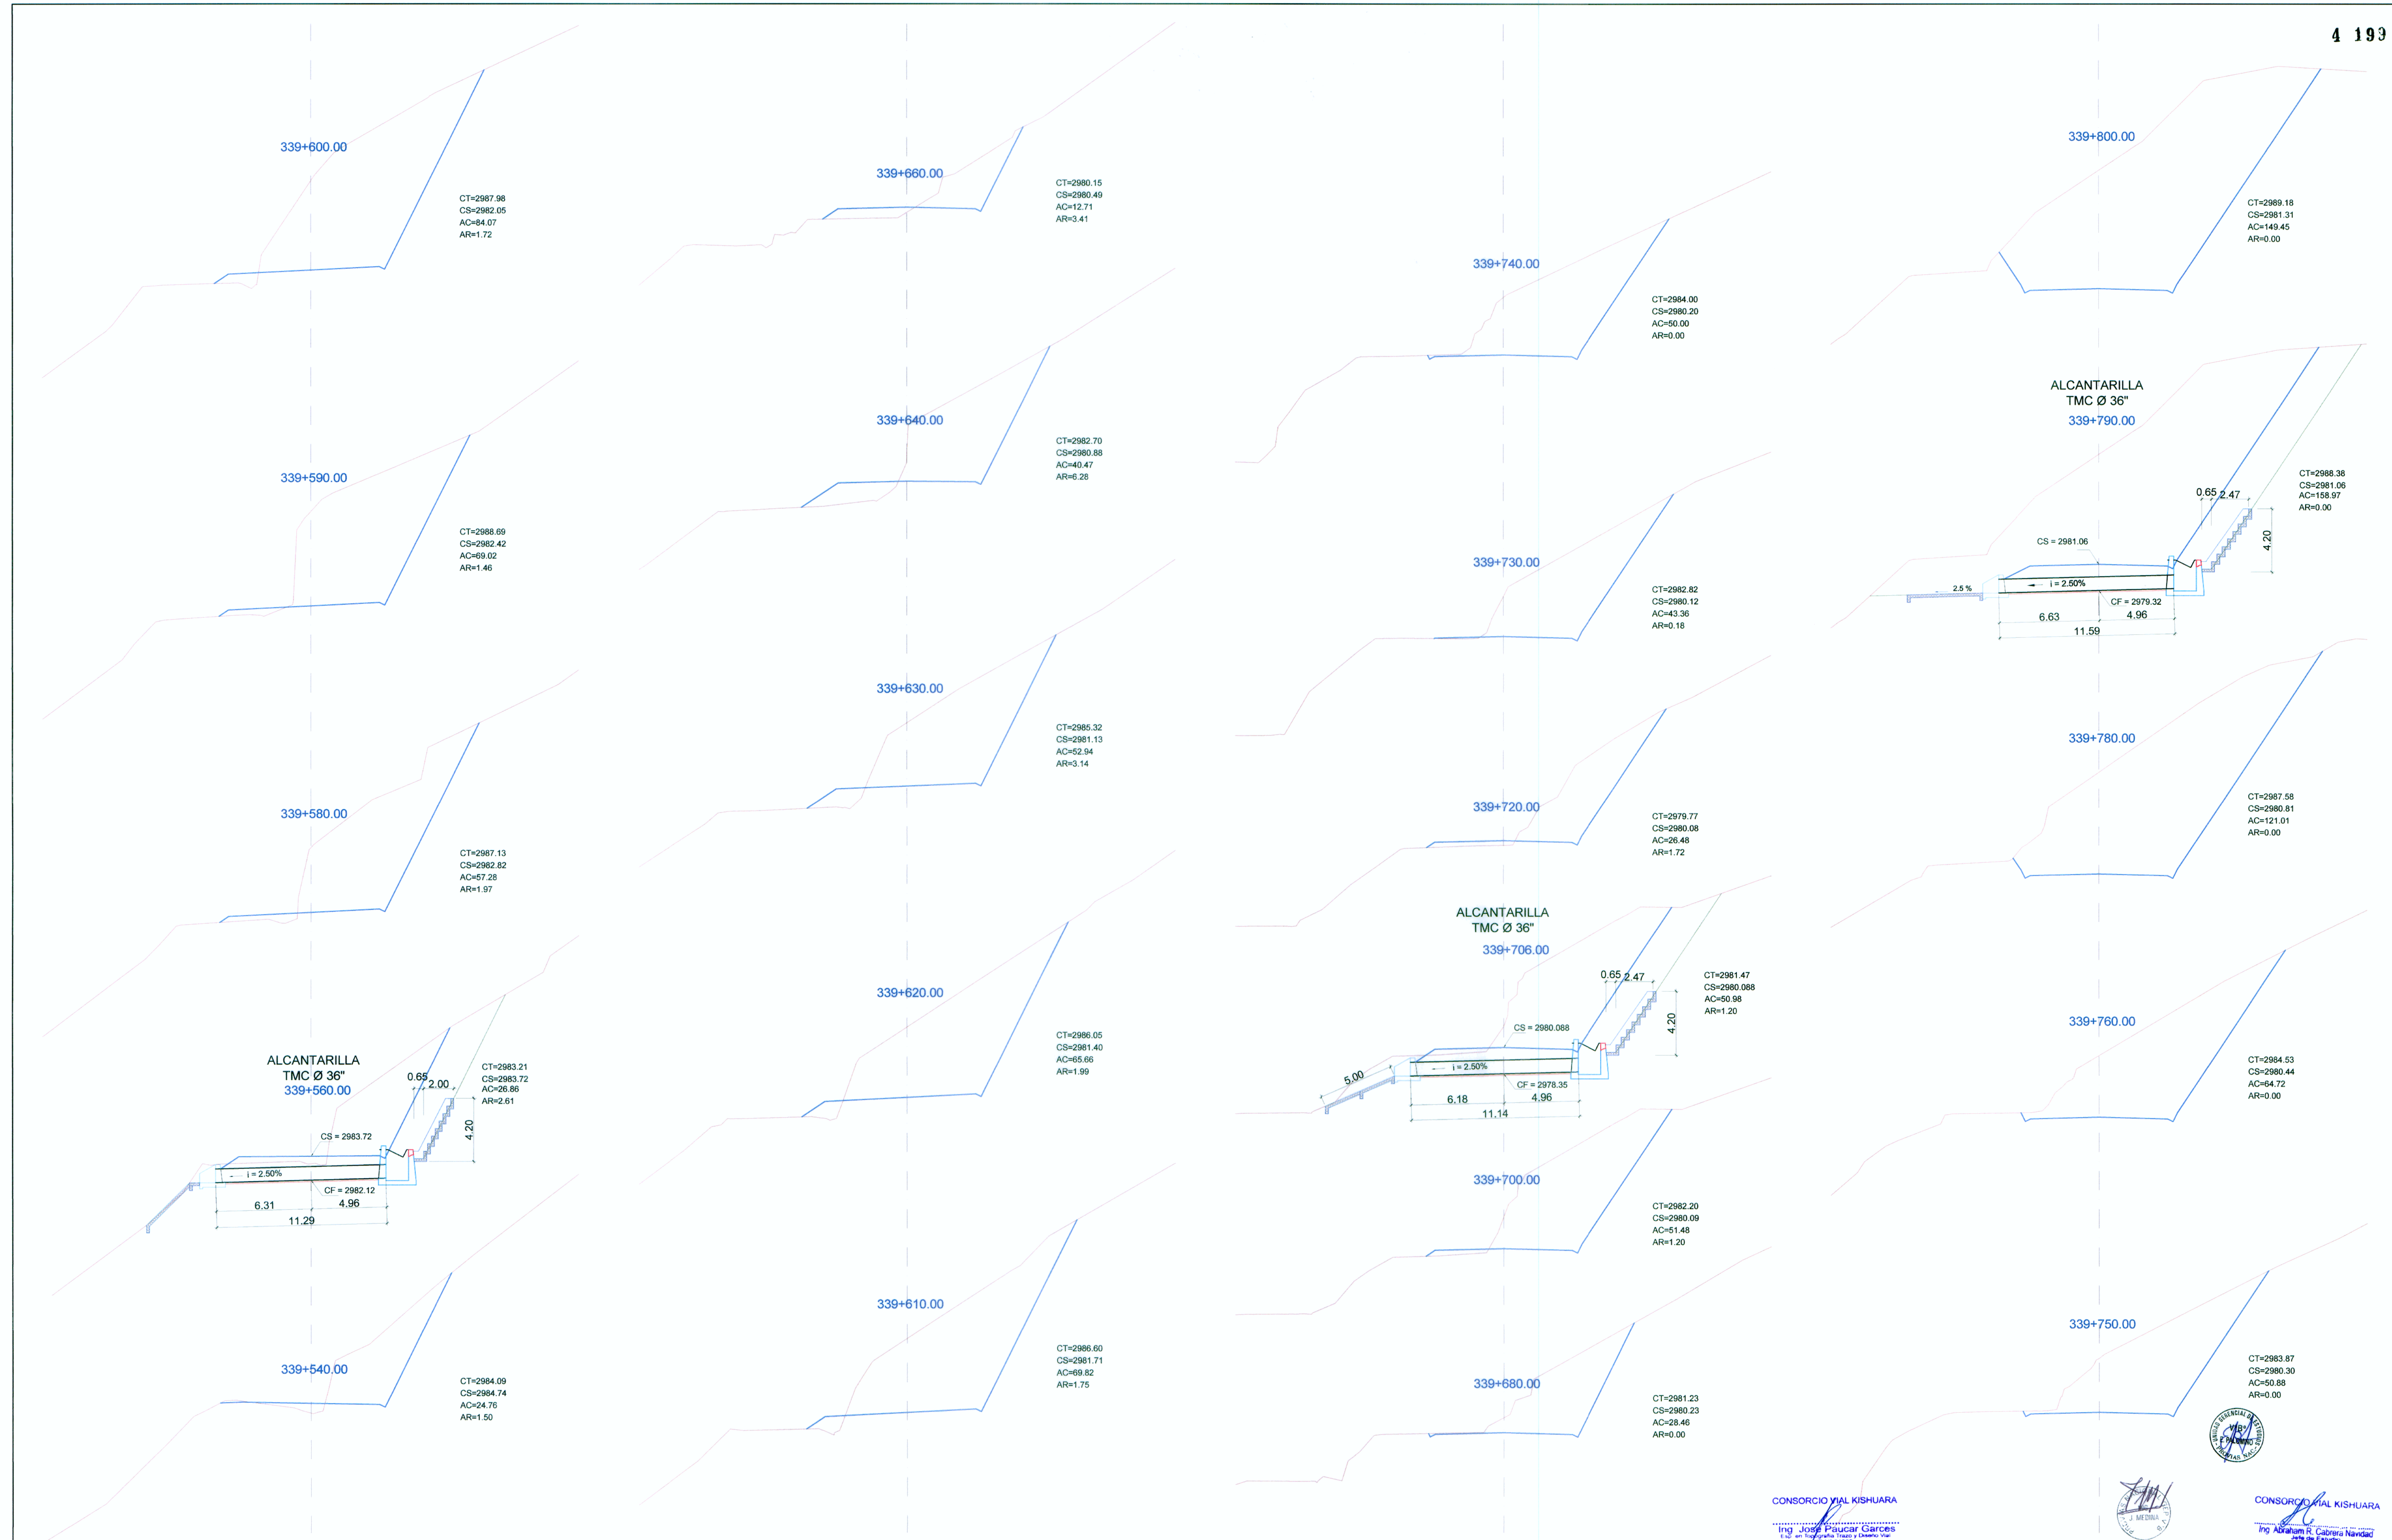 4 199
339+600.00
CT=2987.98
CS=2982.05
AC=84.07
AR=1.72
339+590.00
CT=2988.69
CS=2982.42
AC=69.02
AR=1.46
339+580.00
CT=2987.13
CS=2982.82
AC=57.28
AR=1.97
ALCANTARILLA
TMC Ø 36"
339+560.00
0.65
2.00
CT=2983.21
CS=2983.72
AC=26.86
AR=2.61
4.20
CS = 2983.72
i = 2.50%
CF = 2982.12
6.31
4.96
11.29
339+540.00
CT=2984.09
CS=2984.74
AC=24.76
AR=1.50
339+660.00
CT=2980.15
CS=2980.49
AC=12.71
AR=3.41
339+640.00
CT=2982.70
CS=2980.88
AC=40.47
AR=6.28
339+630.00
CT=2985.32
CS=2981.13
AC=52.94
AR=3.14
339+620.00
CT=2986.05
CS=2981.40
AC=65.66
AR=1.99
339+610.00
CT=2986.60
CS=2981.71
AC=69.82
AR=1.75
339+740.00
CT=2984.00
CS=2980.20
AC=50.00
AR=0.00
339+730.00
CT=2982.82
CS=2980.12
AC=43.36
AR=0.18
339+720.00
CT=2979.77
CS=2980.08
AC=26.48
AR=1.72
ALCANTARILLA
TMC Ø 36"
339+706.00
0.65
2.47
CT=2981.47
CS=2980.088
AC=50.98
AR=1.20
4.20
CS = 2980.088
5.00
i = 2.50%
CF = 2978.35
6.18
4.96
11.14
339+700.00
CT=2982.20
CS=2980.09
AC=51.48
AR=1.20
339+680.00
CT=2981.23
CS=2980.23
AC=28.46
AR=0.00
339+800.00
CT=2989.18
CS=2981.31
AC=149.45
AR=0.00
ALCANTARILLA
TMC Ø 36"
339+790.00
CT=2988.38
CS=2981.06
AC=158.97
AR=0.00
0.65
2.47
4.20
CS = 2981.06
2.5 %
i = 2.50%
CF = 2979.32
6.63
4.96
11.59
339+780.00
CT=2987.58
CS=2980.81
AC=121.01
AR=0.00
339+760.00
CT=2984.53
CS=2980.44
AC=64.72
AR=0.00
339+750.00
CT=2983.87
CS=2980.30
AC=50.88
AR=0.00
CONSORCIO VIAL KISHUARA
Ing. José Paucar Garces
Esp. en Topografía Trazo y Diseño Vial
J. MEDINA
CONSORCIO VIAL KISHUARA
Ing. Abraham R. Cabrera Navidad
Jefe de Estudio